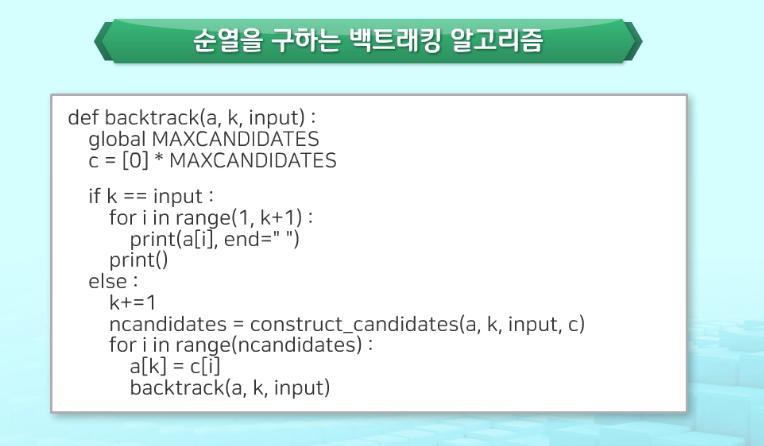 순열을 구하는 백트래킹 알고리즘
def backtrack(a, k, input) :
global MAXCANDIDATES
c = [0] * MAXCANDIDATES
if k == input :
for i in range(1, k+1) :
print(a[i], end=" ")
print()
else :
k+=1
ncandidates = construct_candidates(a, k, input, c)
for i in range(ncandidates) :
a[k] = c[i]
backtrack(a, k, input)